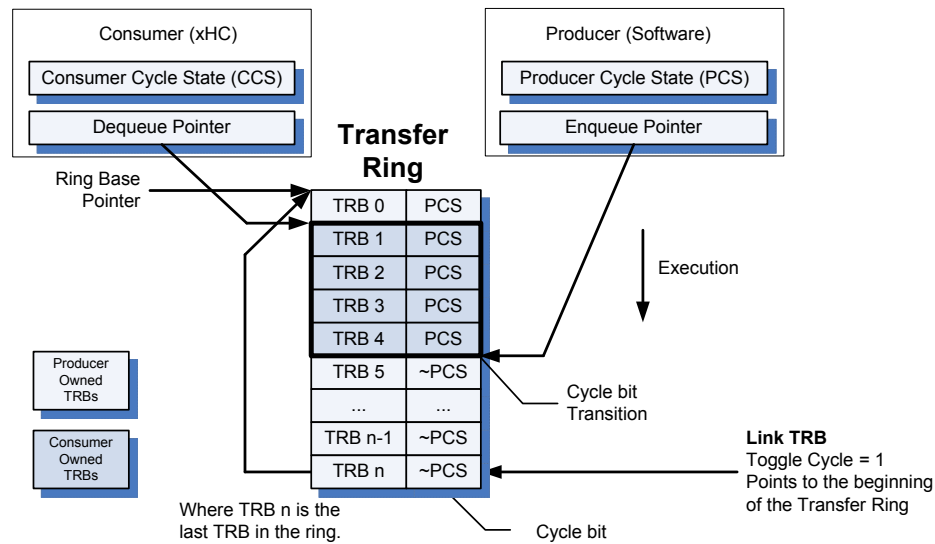 Consumer (xHC)
Consumer Cycle State (CCS)
Dequeue Pointer
Producer (Software)
Producer Cycle State (PCS)
Enqueue Pointer
Transfer
Ring
Ring Base
Pointer
TRB 0 PCS
TRB 1 PCS
TRB 2 PCS
TRB 3 PCS
TRB 4 PCS
TRB 5 ~PCS
... ...
TRB n-1 ~PCS
TRB n ~PCS
Execution
Cycle bit
Transition
Producer
Owned
TRBs
Consumer
Owned
TRBs
Link TRB
Toggle Cycle = 1
Points to the beginning
of the Transfer Ring
Where TRB n is the
last TRB in the ring.
Cycle bit